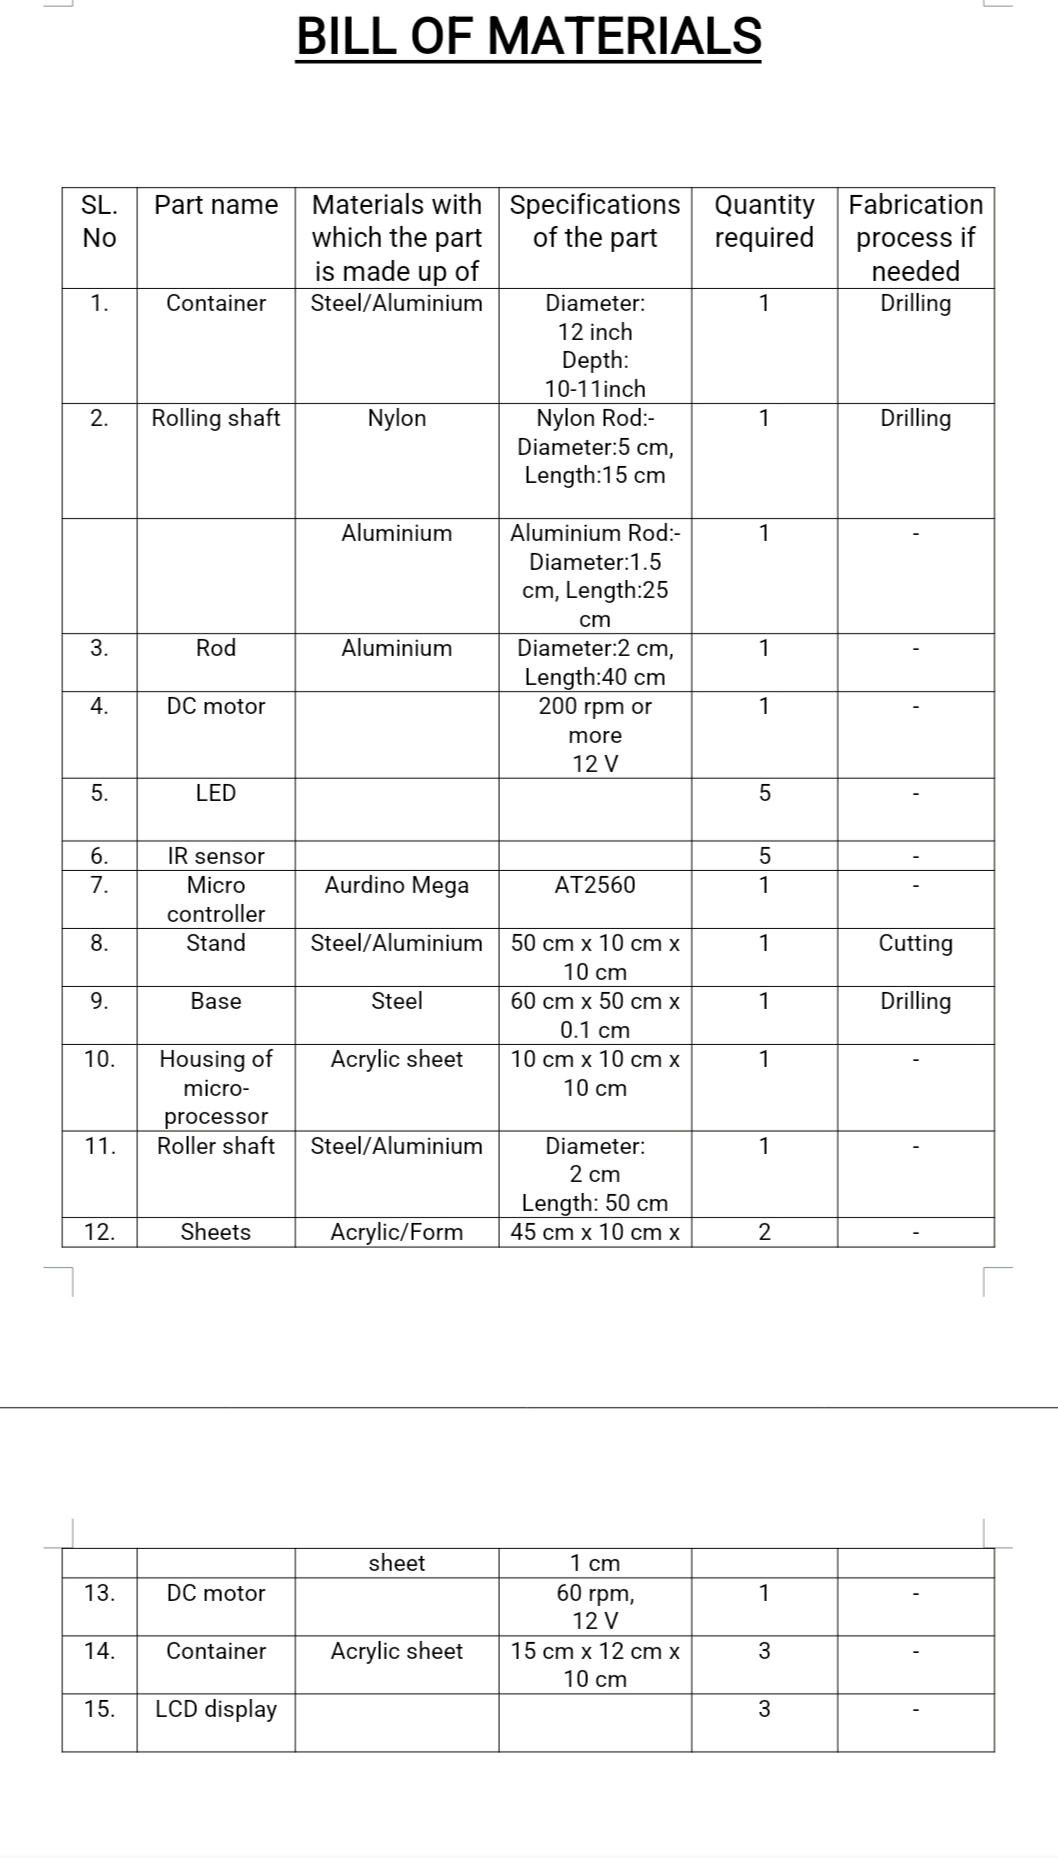 BILL OF MATERIALS
SL. No | Part name | Materials with which the part is made up of | Specifications of the part | Quantity required | Fabrication process if needed
1. | Container | Steel/Aluminium | Diameter: 12 inch Depth: 10-11inch | 1 | Drilling
2. | Rolling shaft | Nylon | Nylon Rod:- Diameter:5 cm, Length:15 cm | 1 | Drilling
| | Aluminium | Aluminium Rod:- Diameter:1.5 cm, Length:25 cm | 1 | -
3. | Rod | Aluminium | Diameter:2 cm, Length:40 cm | 1 | -
4. | DC motor | | 200 rpm or more 12 V | 1 | -
5. | LED | | | 5 | -
6. | IR sensor | | | 5 | -
7. | Micro controller | Aurdino Mega | AT2560 | 1 | -
8. | Stand | Steel/Aluminium | 50 cm x 10 cm x 10 cm | 1 | Cutting
9. | Base | Steel | 60 cm x 50 cm x 0.1 cm | 1 | Drilling
10. | Housing of micro-processor | Acrylic sheet | 10 cm x 10 cm x 10 cm | 1 | -
11. | Roller shaft | Steel/Aluminium | Diameter: 2 cm Length: 50 cm | 1 | -
12. | Sheets | Acrylic/Form | 45 cm x 10 cm x | 2 | -
| | sheet | 1 cm | |
13. | DC motor | | 60 rpm, 12 V | 1 | -
14. | Container | Acrylic sheet | 15 cm x 12 cm x 10 cm | 3 | -
15. | LCD display | | | 3 | -